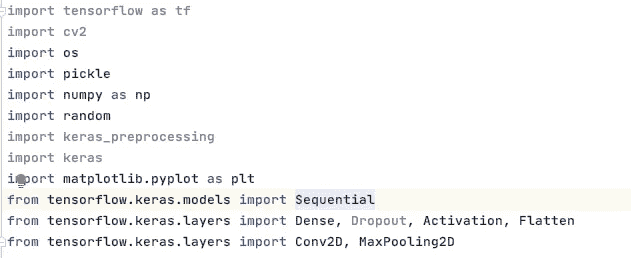 import tensorflow as tf
import cv2
import os
import pickle
import numpy as np
import random
import keras_preprocessing
import keras
import matplotlib.pyplot as plt
from tensorflow.keras.models import Sequential
from tensorflow.keras.layers import Dense, Dropout, Activation, Flatten
from tensorflow.keras.layers import Conv2D, MaxPooling2D